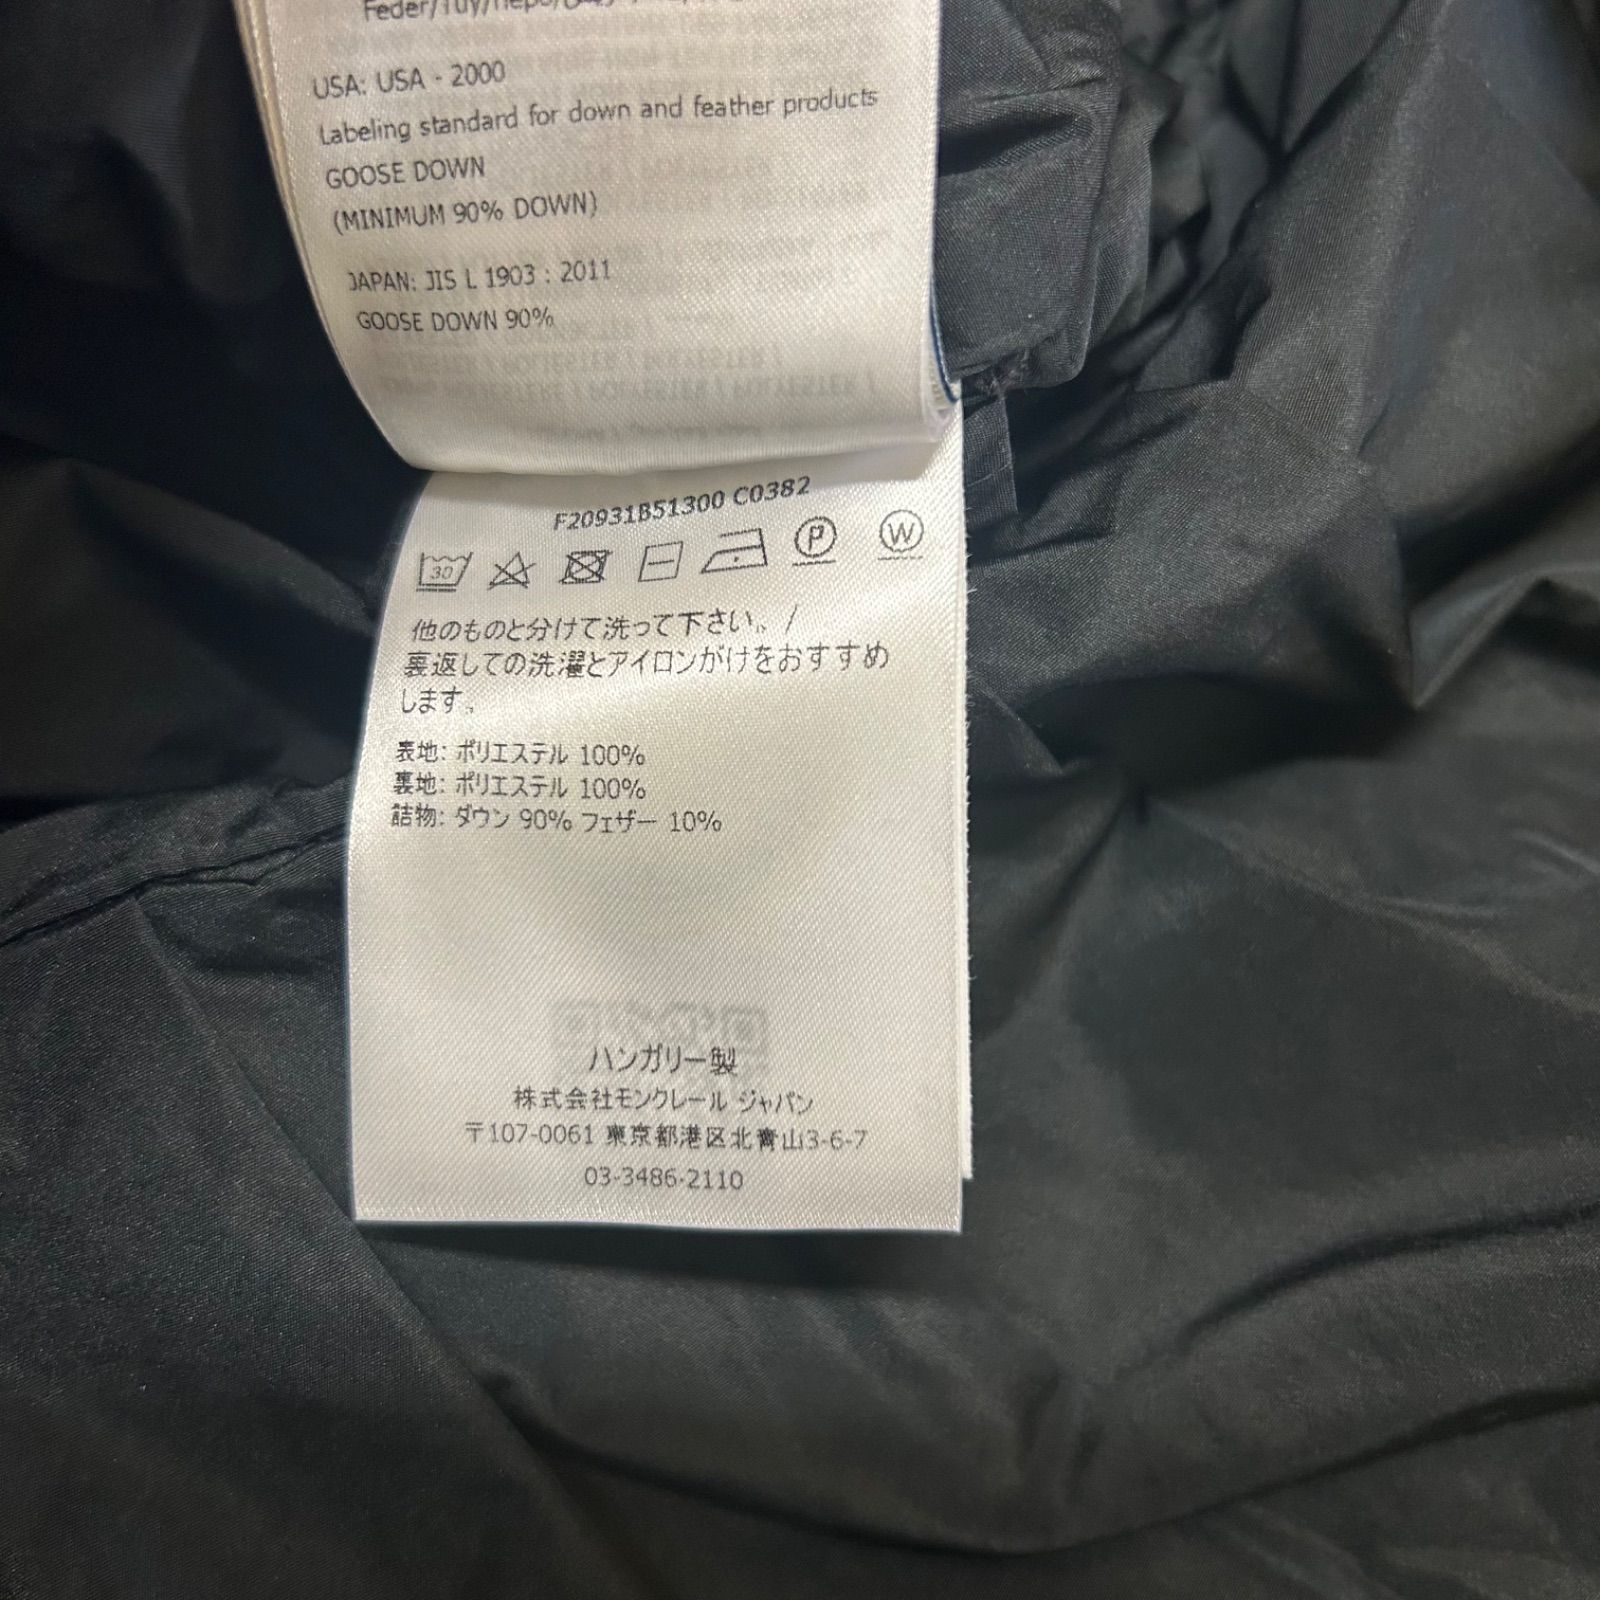 USA: USA - 2000
Labeling standard for down and feather products
GOOSE DOWN
(MINIMUM 90% DOWN)
JAPAN: JIS L 1903 : 2011
GOOSE DOWN 90%
F20931B51300 C0382
30 P W
他のものと分けて洗って下さい。/
裏返しての洗濯とアイロンがけをおすすめ
します。
表地: ポリエステル 100%
裏地: ポリエステル 100%
詰物: ダウン 90% フェザー 10%
ハンガリー製
株式会社モンクレール ジャパン
〒107-0061 東京都港区北青山3-6-7
03-3486-2110